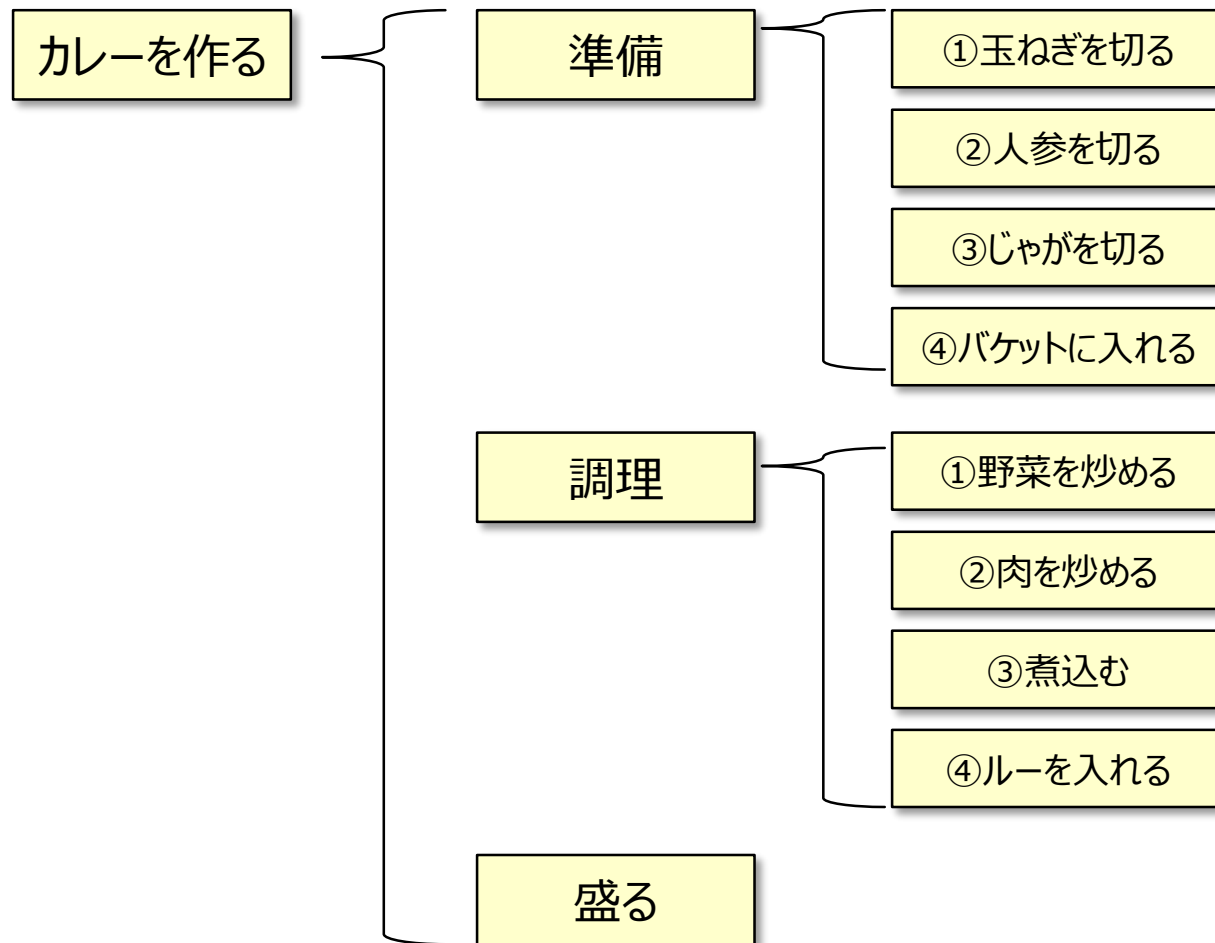 カレーを作る
準備
①玉ねぎを切る
②人参を切る
③じゃがを切る
④バケットに入れる
調理
①野菜を炒める
②肉を炒める
③煮込む
④ルーを入れる
盛る